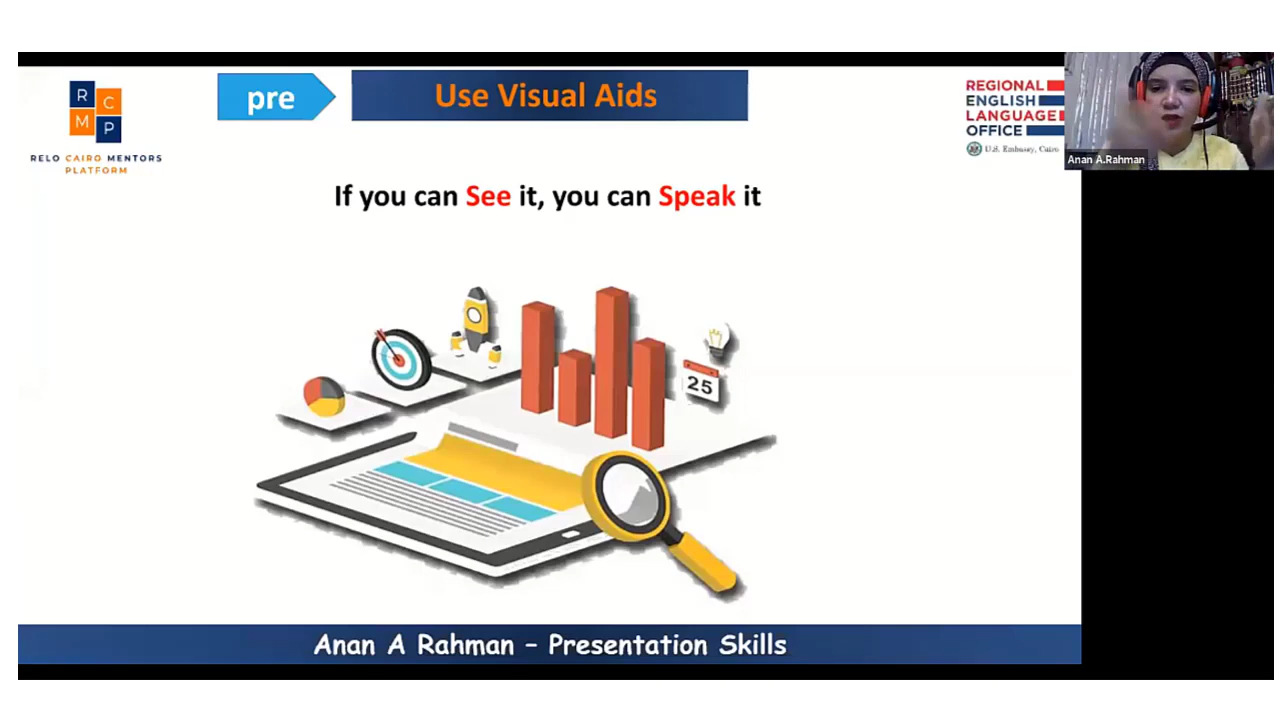 pre
Use Visual Aids
R
C
M
P
RELO CAIRO MENTORS
PLATFORM
REGIONAL
ENGLISH
LANGUAGE
OFFICE
U.S. Embassy, Cairo
Anan A.Rahman
If you can See it, you can Speak it
25
Anan A Rahman – Presentation Skills